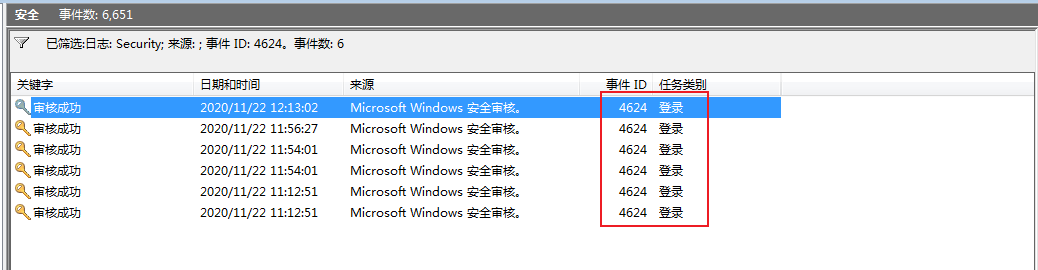 安全 事件数: 6,651
已筛选:日志: Security; 来源: ; 事件 ID: 4624。事件数: 6
关键字 日期和时间 来源 事件 ID 任务类别
审核成功 2020/11/22 12:13:02 Microsoft Windows 安全审核。 4624 登录
审核成功 2020/11/22 11:56:27 Microsoft Windows 安全审核。 4624 登录
审核成功 2020/11/22 11:54:01 Microsoft Windows 安全审核。 4624 登录
审核成功 2020/11/22 11:54:01 Microsoft Windows 安全审核。 4624 登录
审核成功 2020/11/22 11:12:51 Microsoft Windows 安全审核。 4624 登录
审核成功 2020/11/22 11:12:51 Microsoft Windows 安全审核。 4624 登录